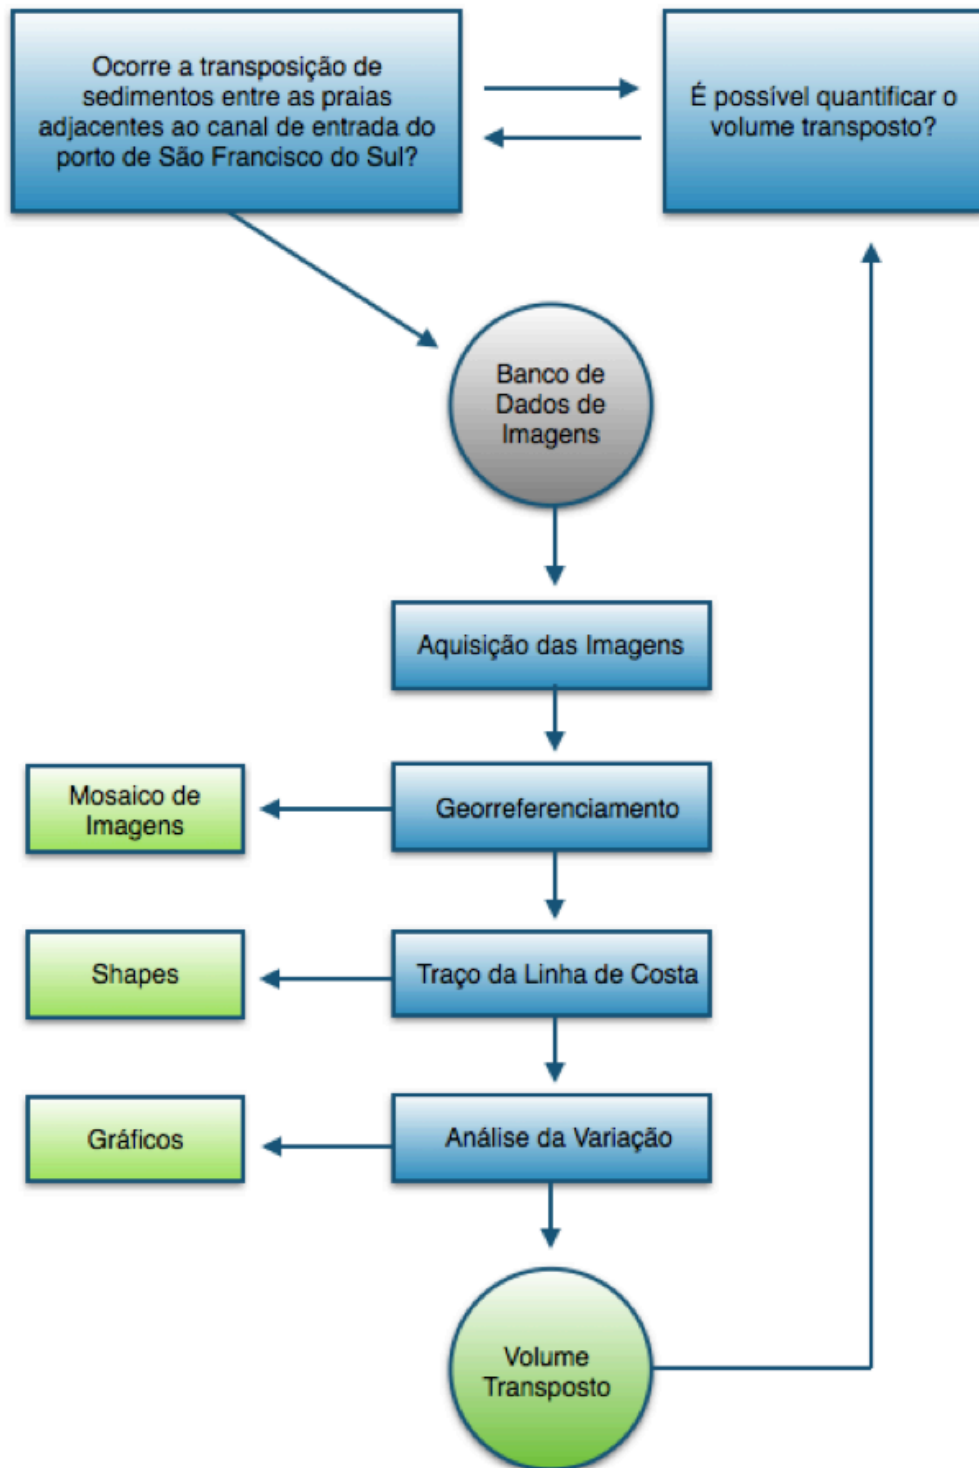 Ocorre a transposição de
sedimentos entre as praias
adjacentes ao canal de entrada do
porto de São Francisco do Sul?
É possível quantificar o
volume transposto?
Banco de
Dados de
Imagens
Aquisição das Imagens
Georreferenciamento
Mosaico de
Imagens
Traço da Linha de Costa
Shapes
Análise da Variação
Gráficos
Volume
Transposto